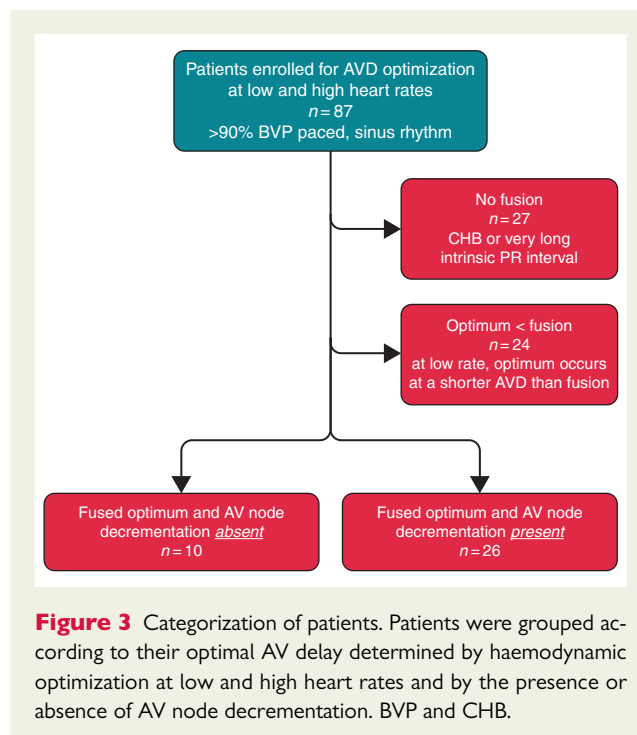 Patients enrolled for AVD optimization
at low and high heart rates
n = 87
>90% BVP paced, sinus rhythm
No fusion
n = 27
CHB or very long
intrinsic PR interval
Optimum < fusion
n = 24
at low rate, optimum occurs
at a shorter AVD than fusion
Fused optimum and AV node
decrementation absent
n = 10
Fused optimum and AV node
decrementation present
n = 26
Figure 3 Categorization of patients. Patients were grouped ac-
cording to their optimal AV delay determined by haemodynamic
optimization at low and high heart rates and by the presence or
absence of AV node decrementation. BVP and CHB.